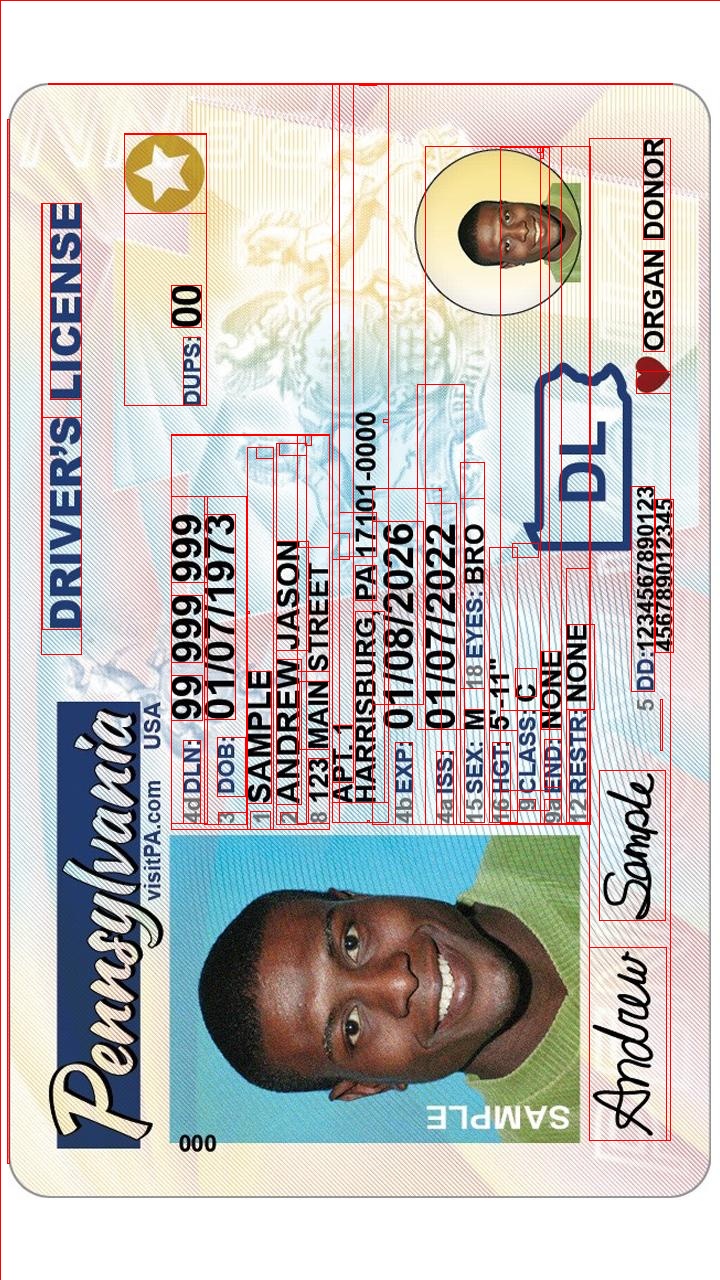 Pennsylvania
visitPA.com USA
DRIVER'S LICENSE
4d DLN: 99 999 999
DUPS: 00
3 DOB: 01/07/1973
1 SAMPLE
2 ANDREW JASON
8 123 MAIN STREET
APT. 1
HARRISBURG, PA 17101-0000
4b EXP: 01/08/2026
4a ISS: 01/07/2022
15 SEX: M 18 EYES: BRO
16 HGT: 5'-11"
9 CLASS: C
9a END: NONE
12 RESTR: NONE
DL
000
SAMPLE
Andrew Sample
5 DD:1234567890123
456789012345
ORGAN DONOR